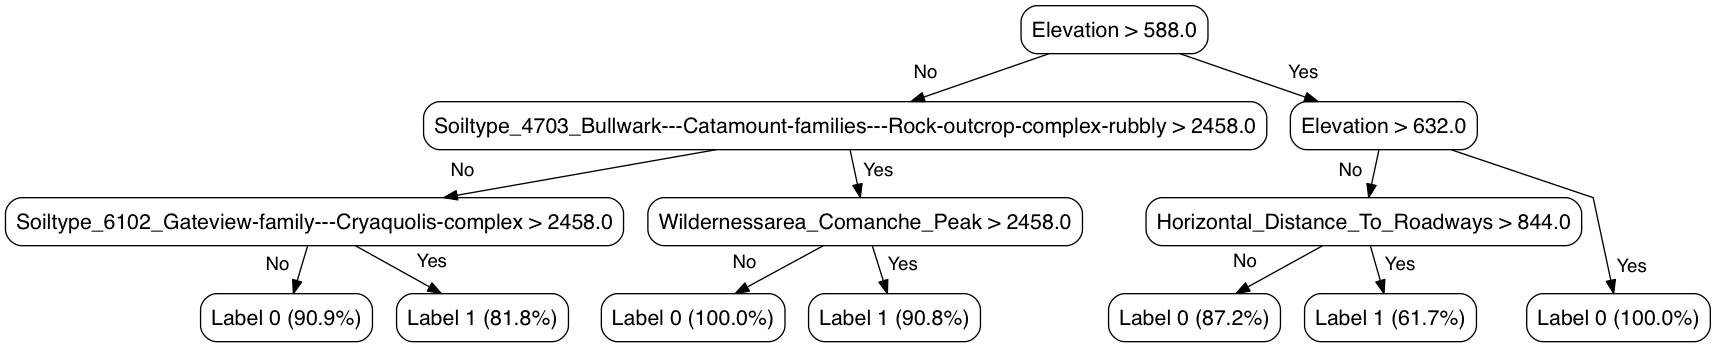 Elevation > 588.0
No
Yes
Soiltype_4703_Bullwark---Catamount-families---Rock-outcrop-complex-rubbly > 2458.0
Elevation > 632.0
No
Yes
No
Yes
Soiltype_6102_Gateview-family---Cryaquolis-complex > 2458.0
Wildernessarea_Comanche_Peak > 2458.0
Horizontal_Distance_To_Roadways > 844.0
No
Yes
No
Yes
No
Yes
Label 0 (90.9%)
Label 1 (81.8%)
Label 0 (100.0%)
Label 1 (90.8%)
Label 0 (87.2%)
Label 1 (61.7%)
Label 0 (100.0%)